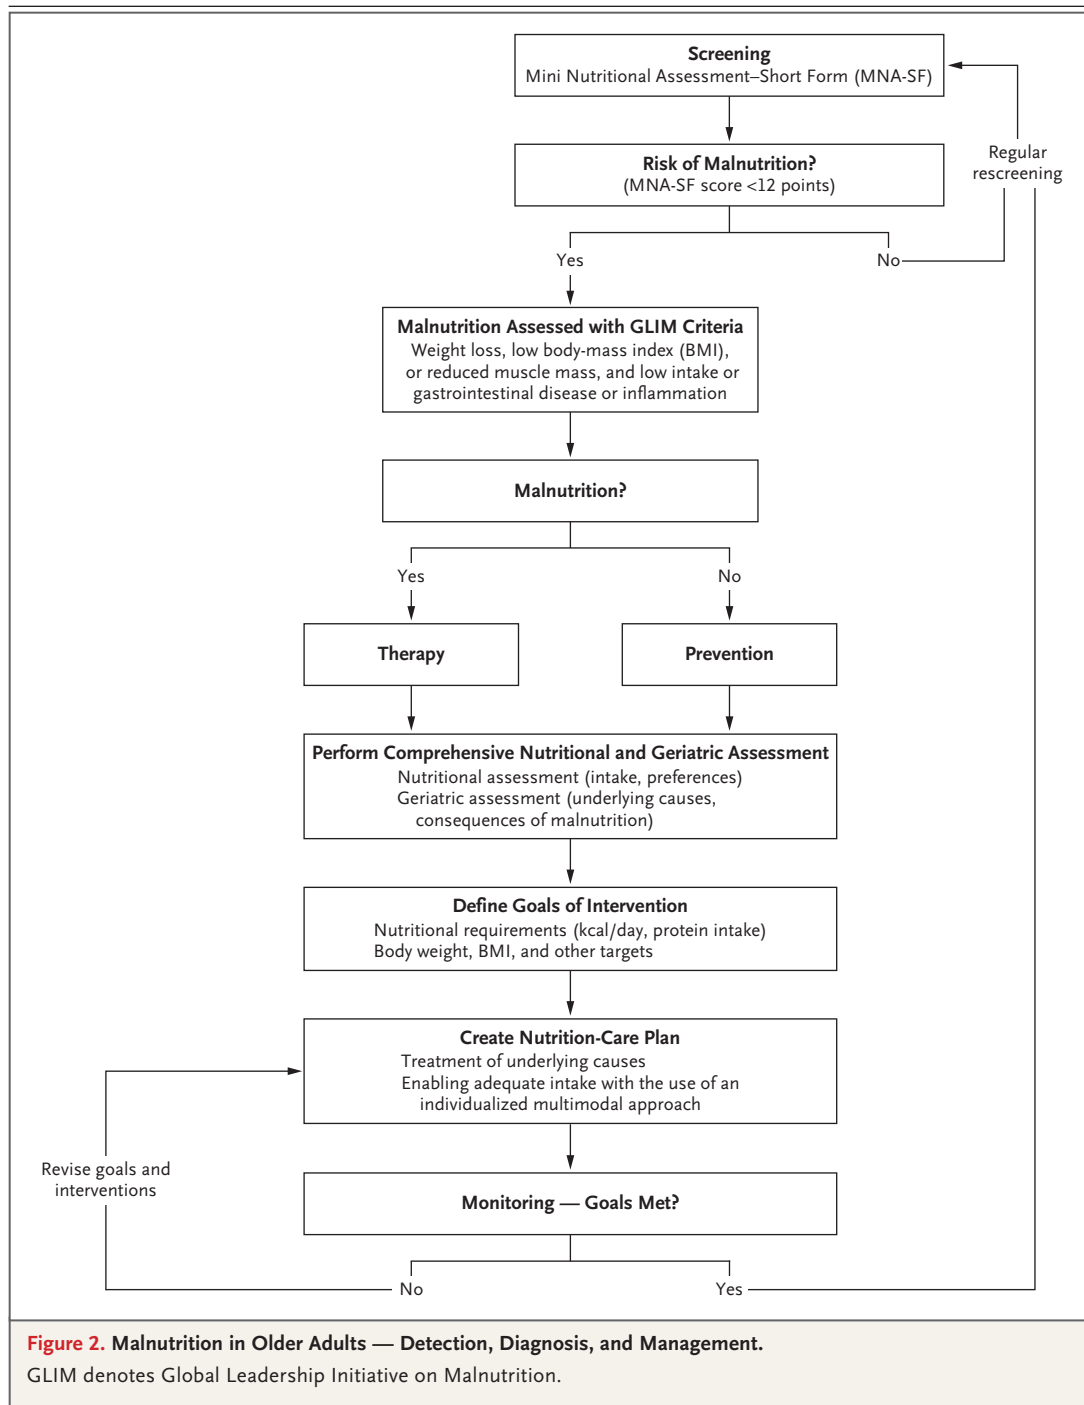 Screening
Mini Nutritional Assessment–Short Form (MNA-SF)
Regular
rescreening
Risk of Malnutrition?
(MNA-SF score <12 points)
Yes
No
Malnutrition Assessed with GLIM Criteria
Weight loss, low body-mass index (BMI),
or reduced muscle mass, and low intake or
gastrointestinal disease or inflammation
Malnutrition?
Yes
No
Therapy
Prevention
Perform Comprehensive Nutritional and Geriatric Assessment
Nutritional assessment (intake, preferences)
Geriatric assessment (underlying causes,
consequences of malnutrition)
Define Goals of Intervention
Nutritional requirements (kcal/day, protein intake)
Body weight, BMI, and other targets
Create Nutrition-Care Plan
Treatment of underlying causes
Enabling adequate intake with the use of an
individualized multimodal approach
Revise goals and
interventions
Monitoring — Goals Met?
No
Yes
Figure 2. Malnutrition in Older Adults — Detection, Diagnosis, and Management.
GLIM denotes Global Leadership Initiative on Malnutrition.